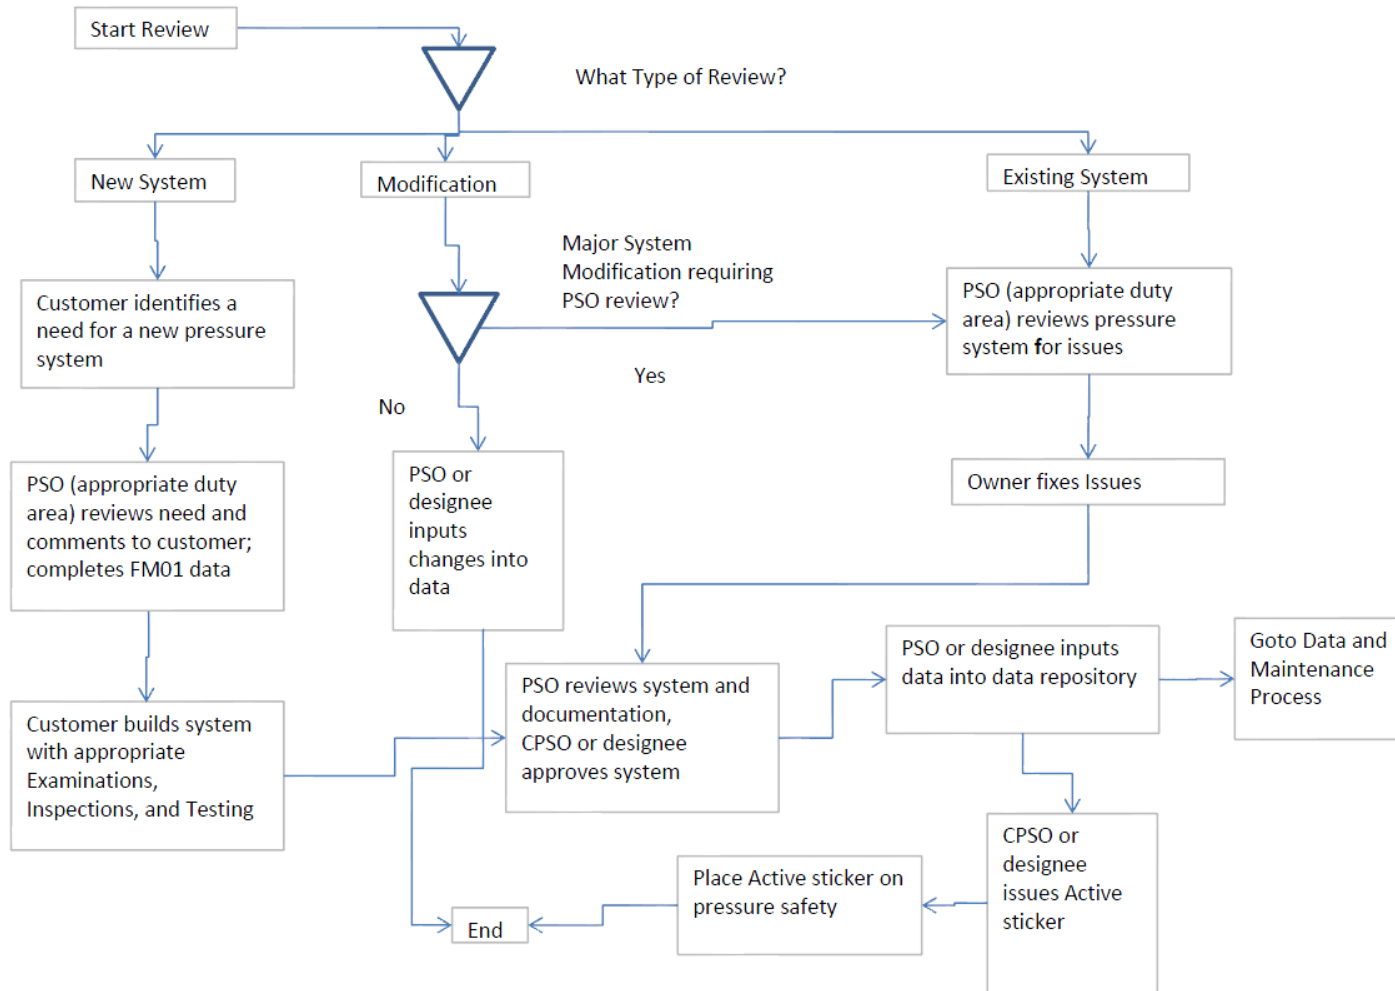 Start Review
What Type of Review?
New System
Modification
Existing System
Major System
Modification requiring
PSO review?
Customer identifies a
need for a new pressure
system
PSO (appropriate duty
area) reviews pressure
system for issues
Yes
No
PSO (appropriate duty
area) reviews need and
comments to customer;
completes FM01 data
PSO or
designee
inputs
changes into
data
Owner fixes Issues
Customer builds system
with appropriate
Examinations,
Inspections, and Testing
PSO reviews system and
documentation,
CPSO or designee
approves system
PSO or designee inputs
data into data repository
Goto Data and
Maintenance
Process
CPSO or
designee
issues Active
sticker
Place Active sticker on
pressure safety
End